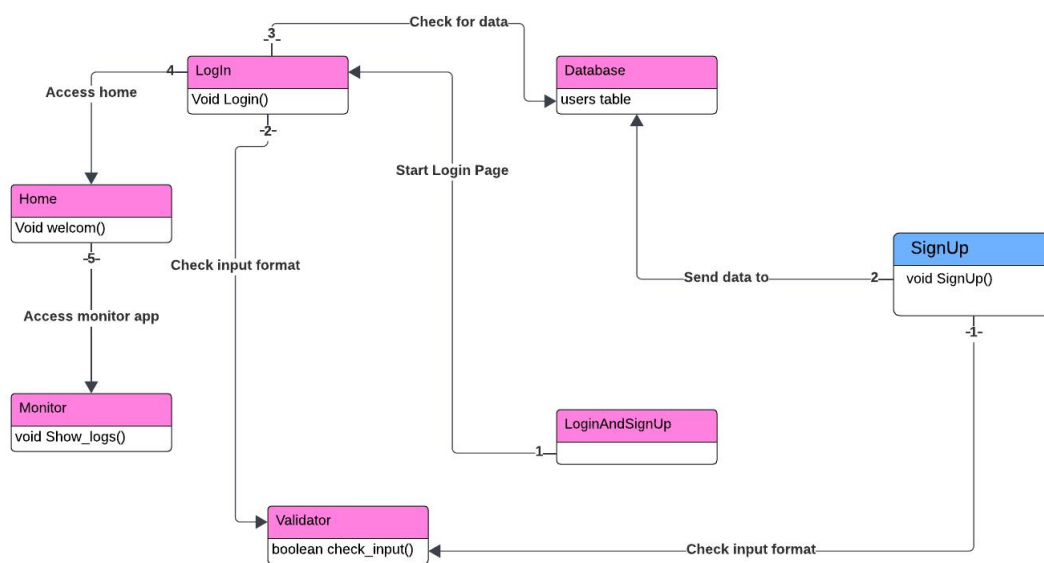 Check for data
-3-
4
LogIn
Void Login()
Database
users table
Access home
-2-
Start Login Page
Home
Void welcom()
-5-
Check input format
SignUp
void SignUp()
Send data to
2
Access monitor app
-1-
Monitor
void Show_logs()
LoginAndSignUp
1
Validator
boolean check_input()
Check input format